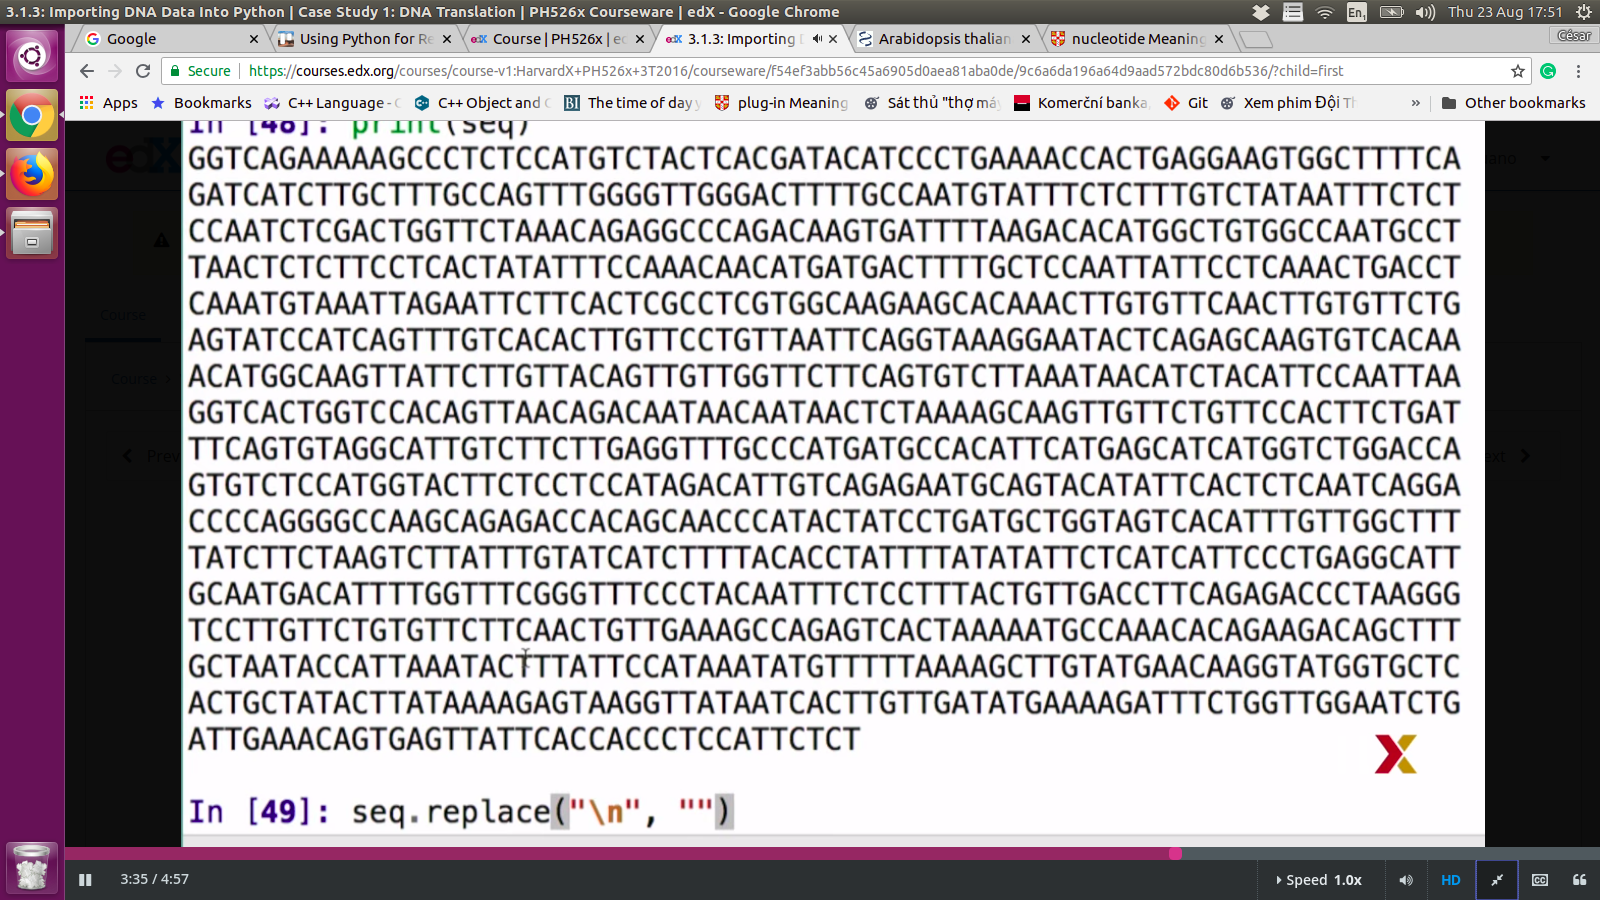 3.1.3: Importing DNA Data Into Python | Case Study 1: DNA Translation | PH526x Courseware | edX - Google Chrome
En1
Thu 23 Aug 17:51
Google
Using Python for Re
Course | PH526x | e
3.1.3: Importing D
Arabidopsis thalian
nucleotide Meaning
César
Secure
https://courses.edx.org/courses/course-v1:HarvardX+PH526x+3T2016/courseware/f54ef3abb56c45a6905d0aea81aba0de/9c6a6da196a64d9aad572bdc80d6b536/?child=first
Apps
Bookmarks
C++ Language - C
C++ Object and C
The time of day
plug-in Meaning
Sát thủ "thợ má
Komerční banka
Git
Xem phim Đội T
»
Other bookmarks
In [48]: print(seq)
GGTCAGAAAAAGCCCTCTCCATGTCTACTCACGATACATCCCTGAAAACCACTGAGGAAGTGGCTTTTCA
GATCATCTTGCTTTGCCAGTTTGGGGTTGGGACTTTTGCCAATGTATTTCTCTTTGTCTATAATTTCTCT
CCAATCTCGACTGGTTCTAAACAGAGGCCCAGACAAGTGATTTTAAGACACATGGCTGTGGCCAATGCCT
TAACTCTCTTCCTCACTATATTTCCAAACAACATGATGACTTTTGCTCCAATTATTCCTCAAACTGACCT
CAAATGTAAATTAGAATTCTTCACTCGCCTCGTGGCAAGAAGCACAAACTTGTGTTCAACTTGTGTTCTG
AGTATCCATCAGTTTGTCACACTTGTTCCTGTTAATTCAGGTAAAGGAATACTCAGAGCAAGTGTCACAA
ACATGGCAAGTTATTCTTGTTACAGTTGTTGGTTCTTCAGTGTCTTAAATAACATCTACATTCCAATTAA
GGTCACTGGTCCACAGTTAACAGACAATAACAATAACTCTAAAAGCAAGTTGTTCTGTTCCACTTCTGAT
TTCAGTGTAGGCATTGTCTTCTTGAGGTTTGCCCATGATGCCACATTCATGAGCATCATGGTCTGGACCA
GTGTCTCCATGGTACTTCTCCTCCATAGACATTGTCAGAGAATGCAGTACATATTCACTCTCAATCAGGA
CCCCAGGGGCCAAGCAGAGACCACAGCAACCCATACTATCCTGATGCTGGTAGTCACATTTGTTGGCTTT
TATCTTCTAAGTCTTATTTGTATCATCTTTTACACCTATTTTATATATTCTCATCATTCCCTGAGGCATT
GCAATGACATTTTGGTTTCGGGTTTCCCTACAATTTCTCCTTTACTGTTGACCTTCAGAGACCCTAAGGG
TCCTTGTTCTGTGTTCTTCAACTGTTGAAAGCCAGAGTCACTAAAAATGCCAAACACAGAAGACAGCTTT
GCTAATACCATTAAATACTTTATTCCATAAATATGTTTTTAAAAGCTTGTATGAACAAGGTATGGTGCTC
ACTGCTATACTTATAAAAGAGTAAGGTTATAATCACTTGTTGATATGAAAAGATTTCTGGTTGGAATCTG
ATTGAAACAGTGAGTTATTCACCACCCTCCATTCTCT
In [49]: seq.replace("\n", "")
3:35 / 4:57
Speed 1.0x
HD
CC